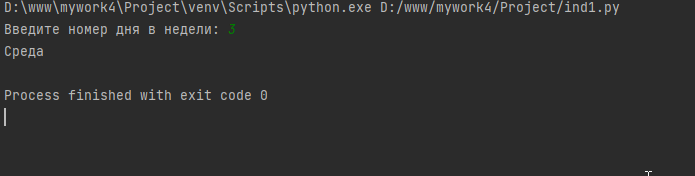 D:\www\mywork4\Project\venv\Scripts\python.exe D:/www/mywork4/Project/ind1.py
Введите номер дня в недели: 3
Среда
Process finished with exit code 0